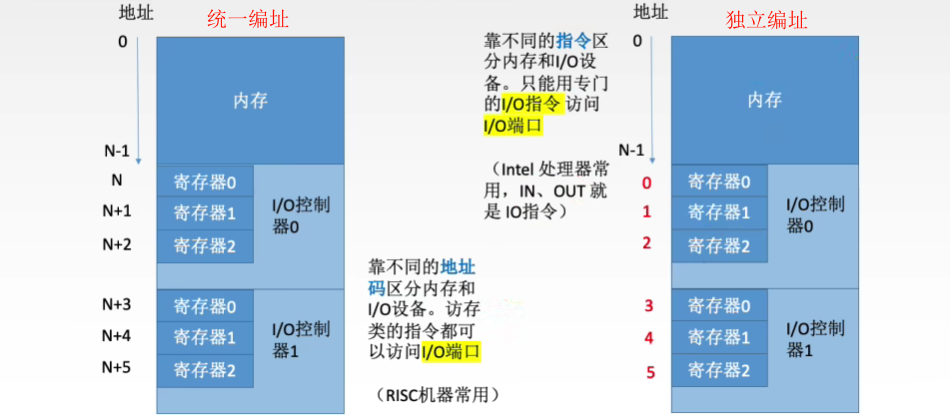 地址
统一编址
0
内存
N-1
N
寄存器0
N+1
寄存器1
N+2
寄存器2
I/O控制
器0
N+3
寄存器0
N+4
寄存器1
N+5
寄存器2
I/O控制
器1
靠不同的地址
码区分内存和
I/O设备。访存
类的指令都可
以访问I/O端口
（RISC机器常用）
靠不同的指令区
分内存和I/O设
备。只能用专门
的I/O指令 访问
I/O端口
（Intel 处理器常
用，IN、OUT 就
是 IO指令）
地址
独立编址
0
内存
N-1
0
寄存器0
1
寄存器1
2
寄存器2
I/O控制
器0
3
寄存器0
4
寄存器1
5
寄存器2
I/O控制
器1